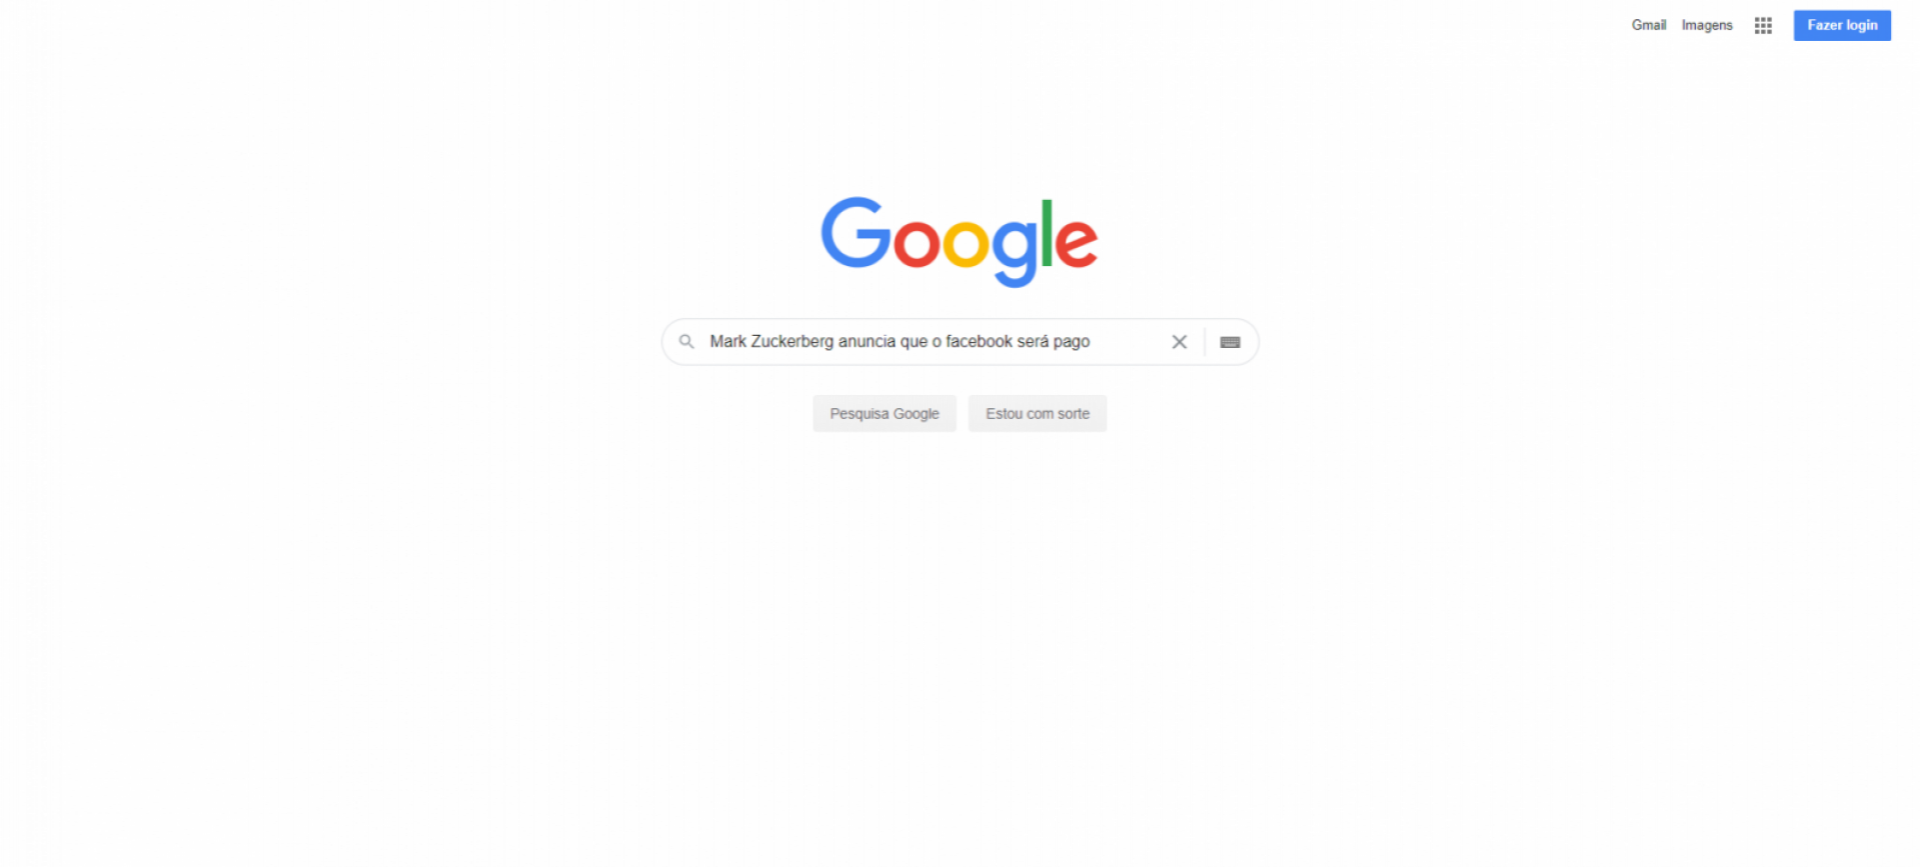 Gmail Imagens Fazer login
Google
Mark Zuckerberg anuncia que o facebook será pago
Pesquisa Google Estou com sorte